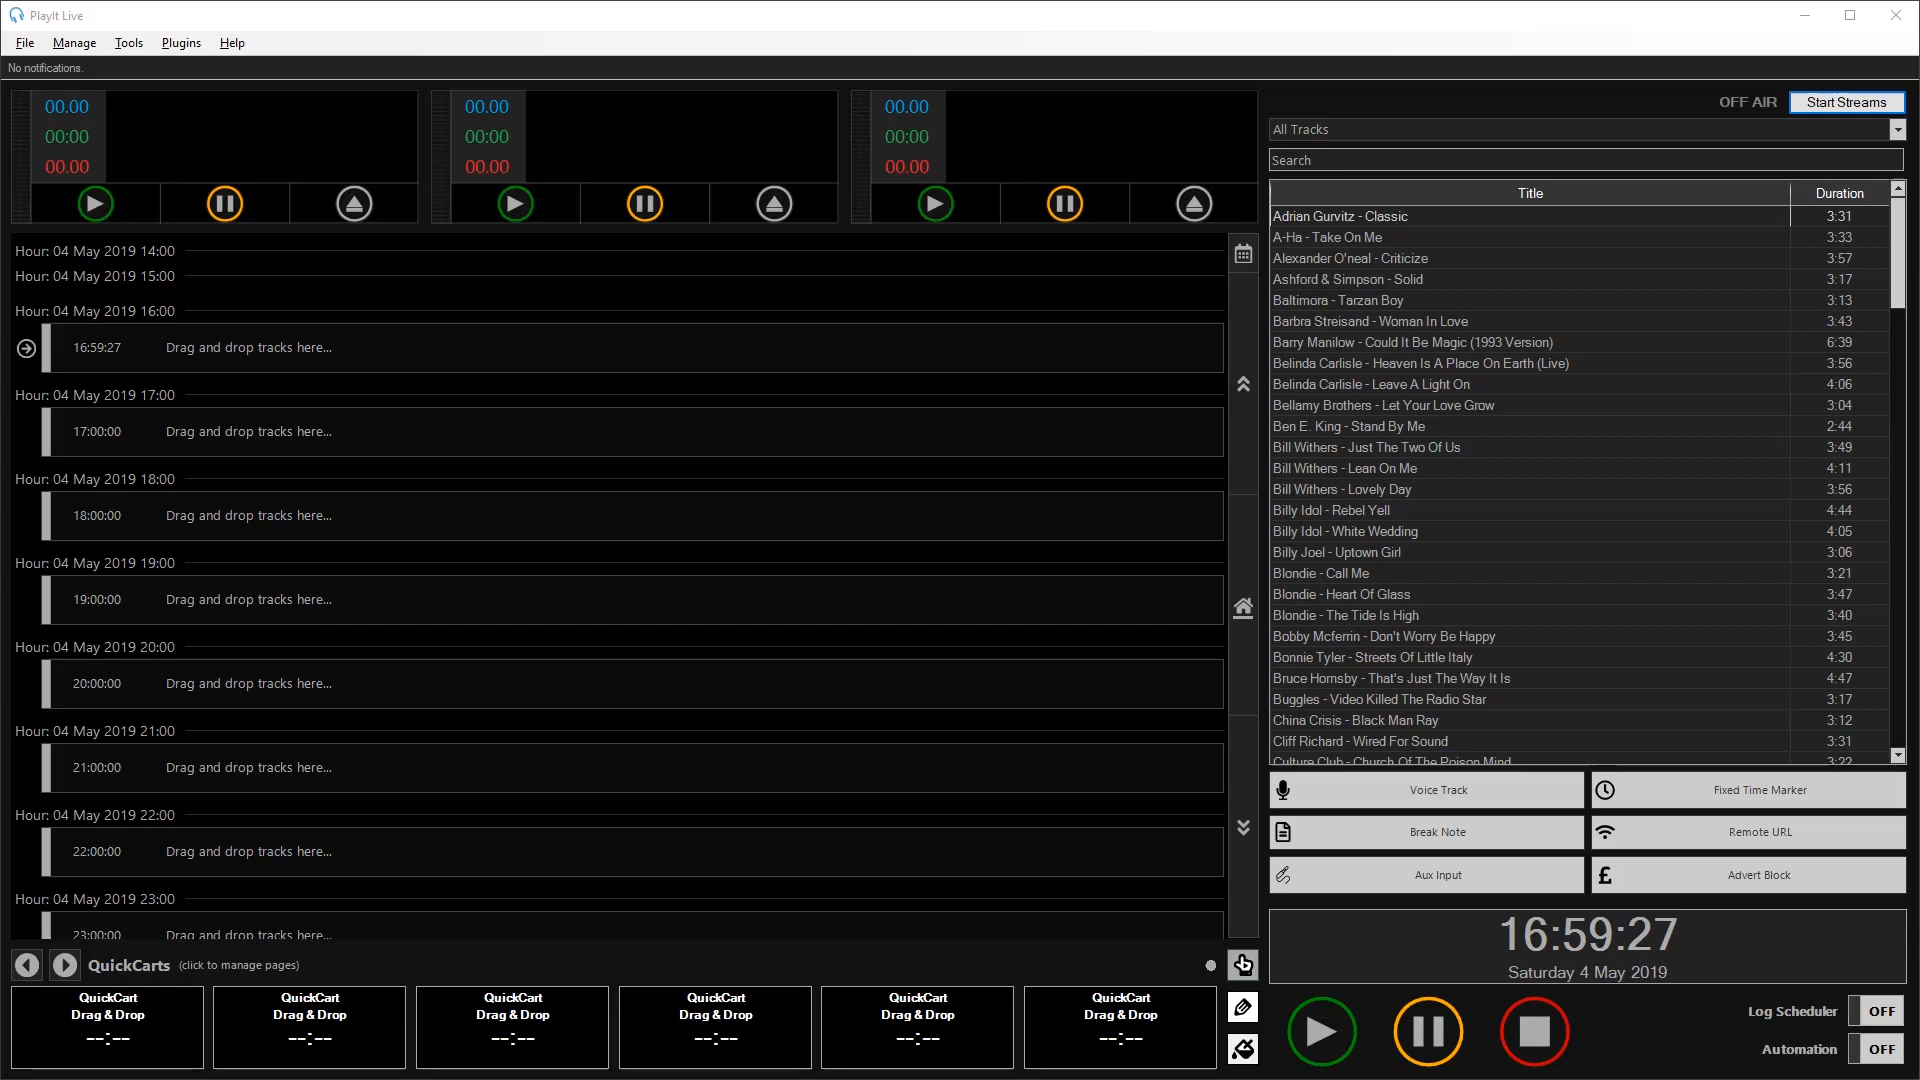 PlayIt Live
File Manage Tools Plugins Help
No notifications.
00.00
00:00
00.00
00.00
00:00
00.00
00.00
00:00
00.00
Hour: 04 May 2019 14:00
Hour: 04 May 2019 15:00
Hour: 04 May 2019 16:00
16:59:27 Drag and drop tracks here...
Hour: 04 May 2019 17:00
17:00:00 Drag and drop tracks here...
Hour: 04 May 2019 18:00
18:00:00 Drag and drop tracks here...
Hour: 04 May 2019 19:00
19:00:00 Drag and drop tracks here...
Hour: 04 May 2019 20:00
20:00:00 Drag and drop tracks here...
Hour: 04 May 2019 21:00
21:00:00 Drag and drop tracks here...
Hour: 04 May 2019 22:00
22:00:00 Drag and drop tracks here...
Hour: 04 May 2019 23:00
23:00:00 Drag and drop tracks here...
QuickCarts (click to manage pages)
QuickCart
Drag & Drop
--:--
QuickCart
Drag & Drop
--:--
QuickCart
Drag & Drop
--:--
QuickCart
Drag & Drop
--:--
QuickCart
Drag & Drop
--:--
QuickCart
Drag & Drop
--:--
OFF AIR Start Streams
All Tracks
Search
Title Duration
Adrian Gurvitz - Classic 3:31
A-Ha - Take On Me 3:33
Alexander O'neal - Criticize 3:57
Ashford & Simpson - Solid 3:17
Baltimora - Tarzan Boy 3:13
Barbra Streisand - Woman In Love 3:43
Barry Manilow - Could It Be Magic (1993 Version) 6:39
Belinda Carlisle - Heaven Is A Place On Earth (Live) 3:56
Belinda Carlisle - Leave A Light On 4:06
Bellamy Brothers - Let Your Love Grow 3:04
Ben E. King - Stand By Me 2:44
Bill Withers - Just The Two Of Us 3:49
Bill Withers - Lean On Me 4:11
Bill Withers - Lovely Day 3:56
Billy Idol - Rebel Yell 4:44
Billy Idol - White Wedding 4:05
Billy Joel - Uptown Girl 3:06
Blondie - Call Me 3:21
Blondie - Heart Of Glass 3:47
Blondie - The Tide Is High 3:40
Bobby Mcferrin - Don't Worry Be Happy 3:45
Bonnie Tyler - Streets Of Little Italy 4:30
Bruce Hornsby - That's Just The Way It Is 4:47
Buggles - Video Killed The Radio Star 3:17
China Crisis - Black Man Ray 3:12
Cliff Richard - Wired For Sound 3:31
Culture Club - Church Of The Poison Mind 3:22
Voice Track
Fixed Time Marker
Break Note
Remote URL
Aux Input
£ Advert Block
16:59:27
Saturday 4 May 2019
Log Scheduler OFF
Automation OFF